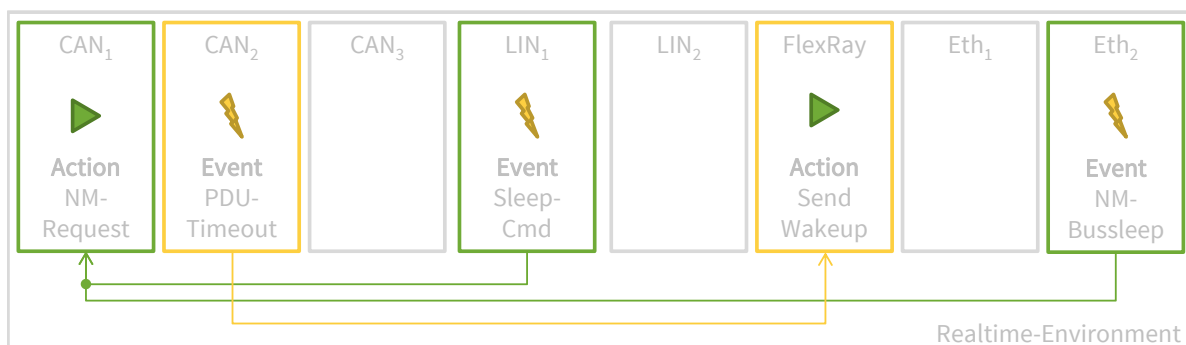 CAN₁
Action
NM-
Request
CAN₂
Event
PDU-
Timeout
CAN₃
LIN₁
Event
Sleep-
Cmd
LIN₂
FlexRay
Action
Send
Wakeup
Eth₁
Eth₂
Event
NM-
Bussleep
Realtime-Environment